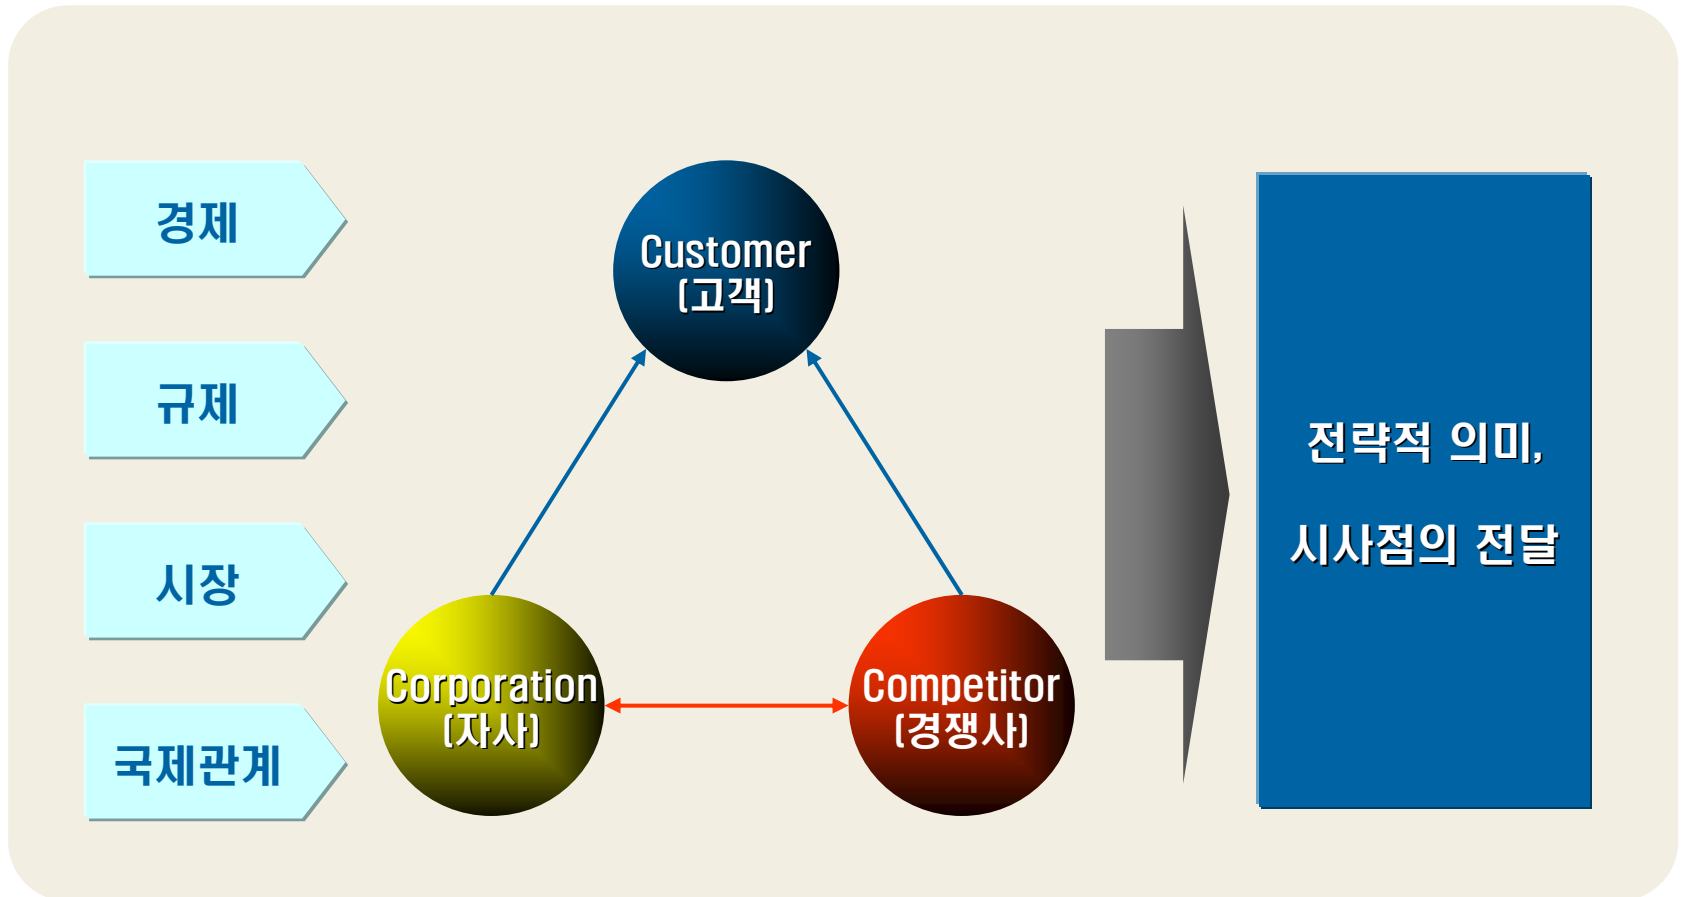 경제
규제
시장
국제관계
Customer
(고객)
Corporation
(자사)
Competitor
(경쟁사)
전략적 의미,
시사점의 전달